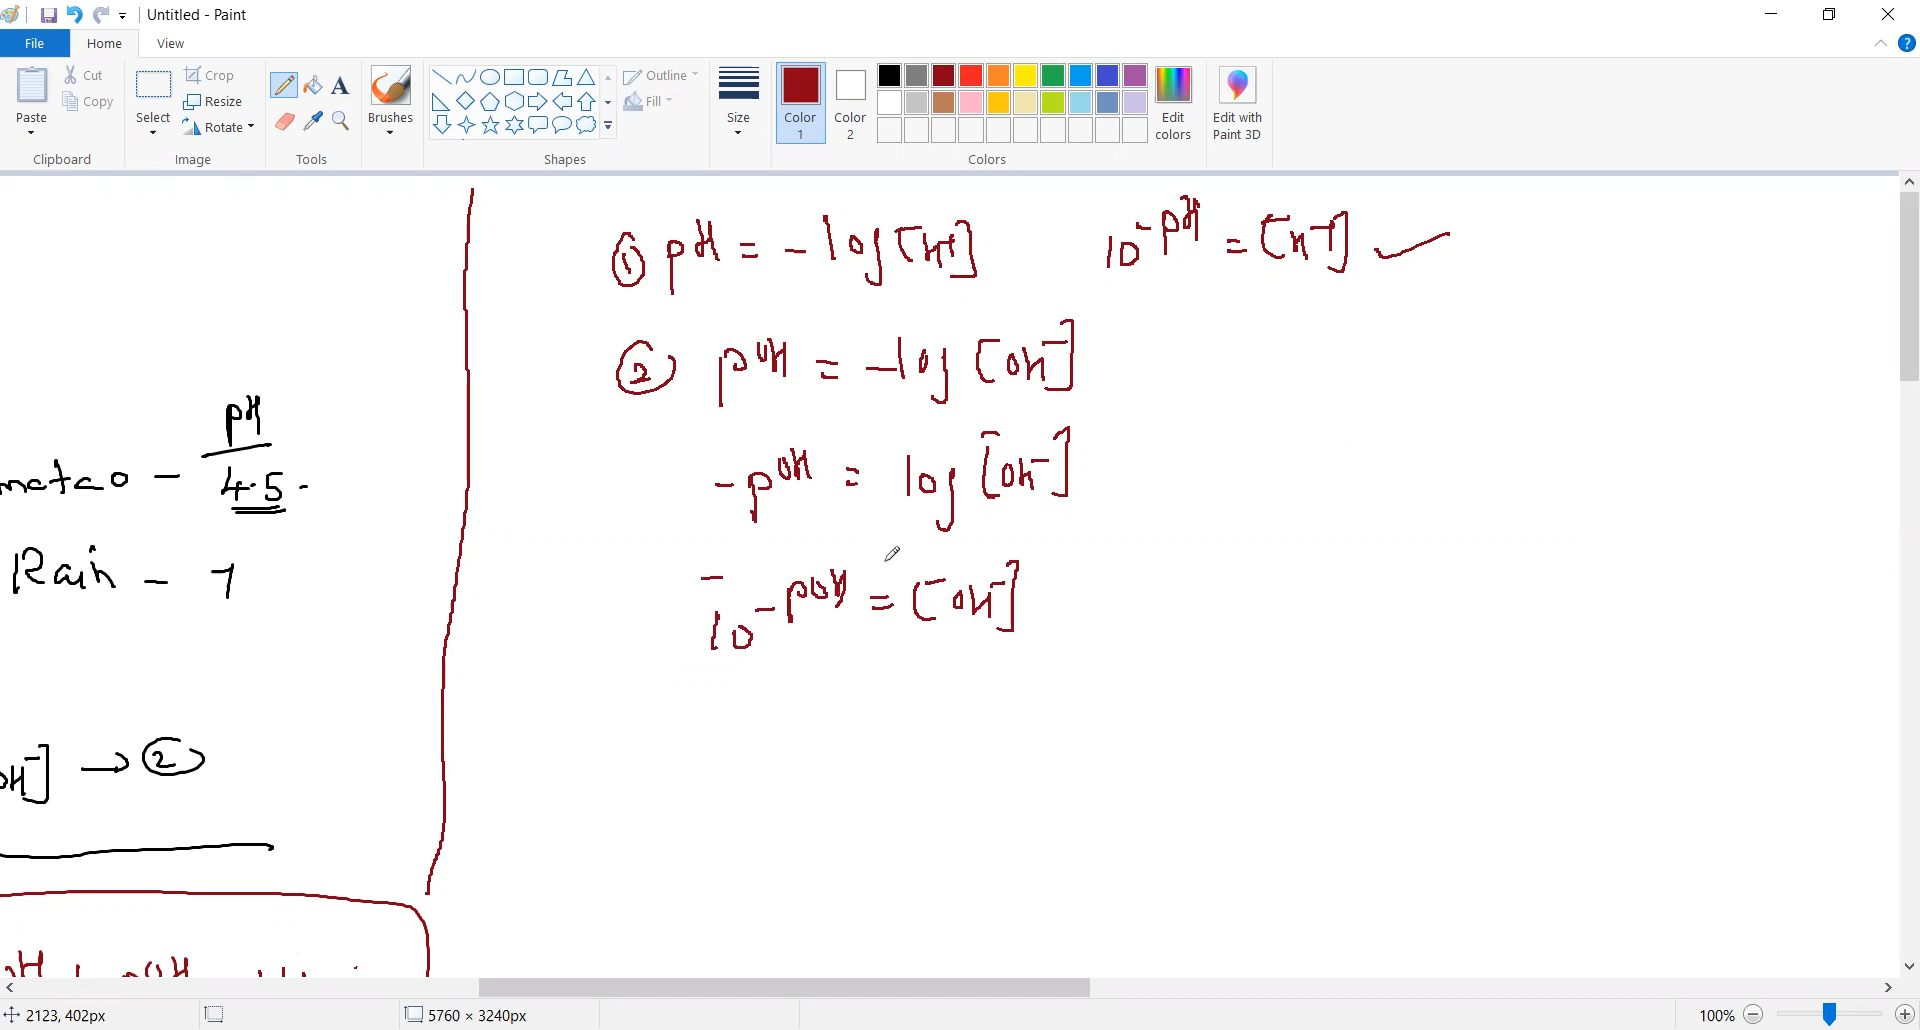 Untitled - Paint
File Home View
Paste
Cut
Copy
Clipboard
Select
Crop
Resize
Rotate
Image
Tools
Brushes
Outline
Fill
Shapes
Size
Color 1
Color 2
Edit colors
Edit with Paint 3D
Colors
① pH = - log [H+]
10^-pH = [H+] ✓
② pOH = - log [OH-]
- pOH = log [OH-]
10^-pOH = [OH-]
pH
- 4.5
Rain - 7
OH-] → ②
pH + pOH
2123, 402px
5760 × 3240px
100%